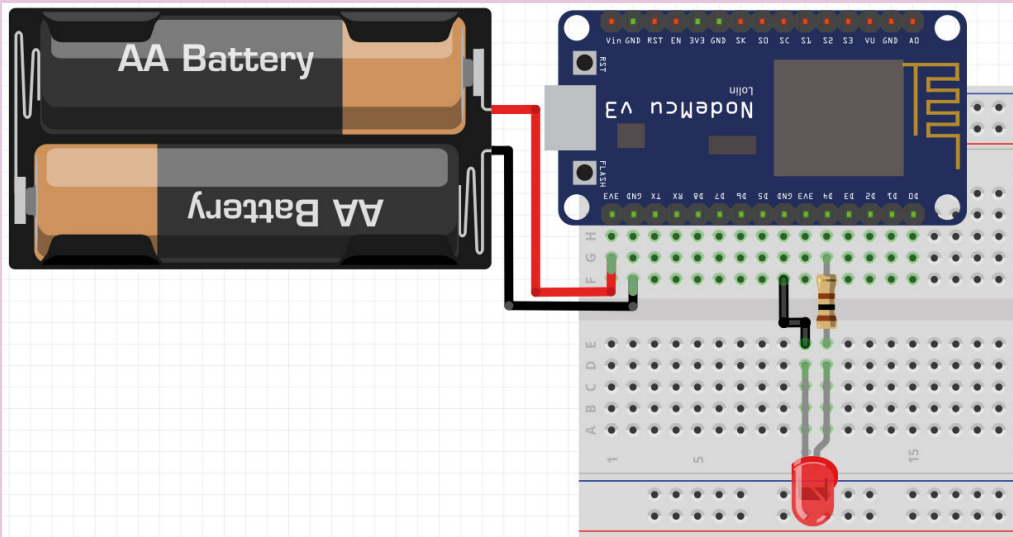 AA Battery
AA Battery
Vin GND RST EN 3V3 GND SK SO SC S1 S2 S3 VU GND AO
RST
Lolin
NodeMcu v3
FLASH
3V3 GND TX RX D8 D7 D6 D5 GND 3V3 D4 D3 D2 D1 D0
H
G
F
E
D
C
B
A
1
5
15